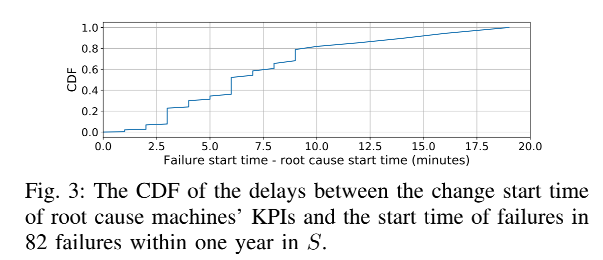 1.0
0.8
0.6
0.4
0.2
0.0
CDF
0.0 2.5 5.0 7.5 10.0 12.5 15.0 17.5 20.0
Failure start time - root cause start time (minutes)
Fig. 3: The CDF of the delays between the change start time
of root cause machines' KPIs and the start time of failures in
82 failures within one year in S.